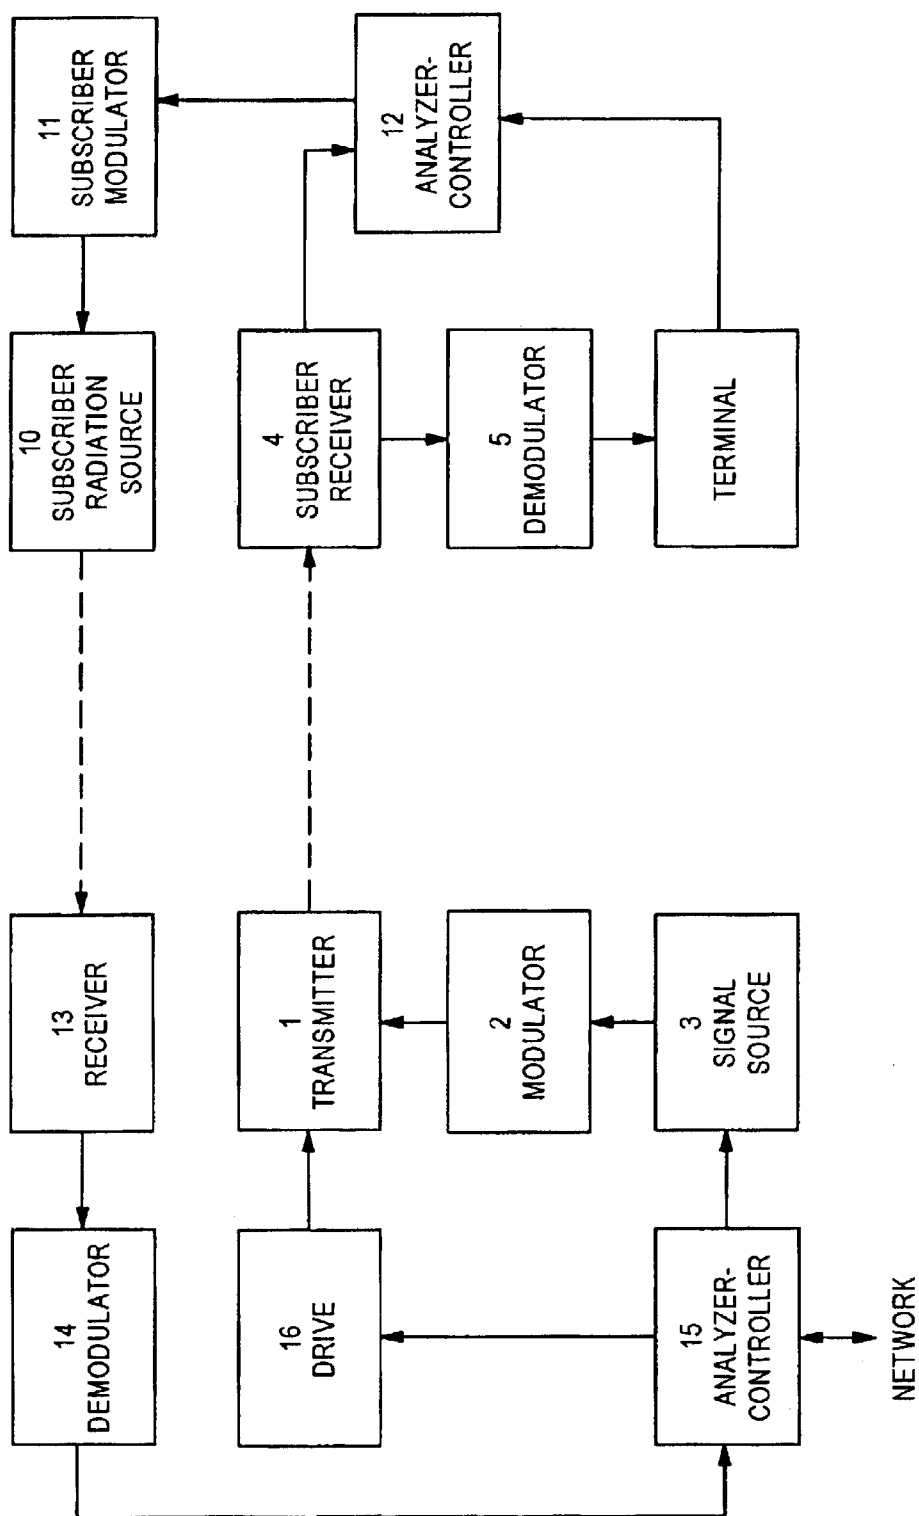 14
DEMODULATOR
13
RECEIVER
10
SUBSCRIBER
RADIATION
SOURCE
11
SUBSCRIBER
MODULATOR
16
DRIVE
1
TRANSMITTER
4
SUBSCRIBER
RECEIVER
12
ANALYZER-
CONTROLLER
2
MODULATOR
5
DEMODULATOR
15
ANALYZER-
CONTROLLER
3
SIGNAL
SOURCE
TERMINAL
NETWORK